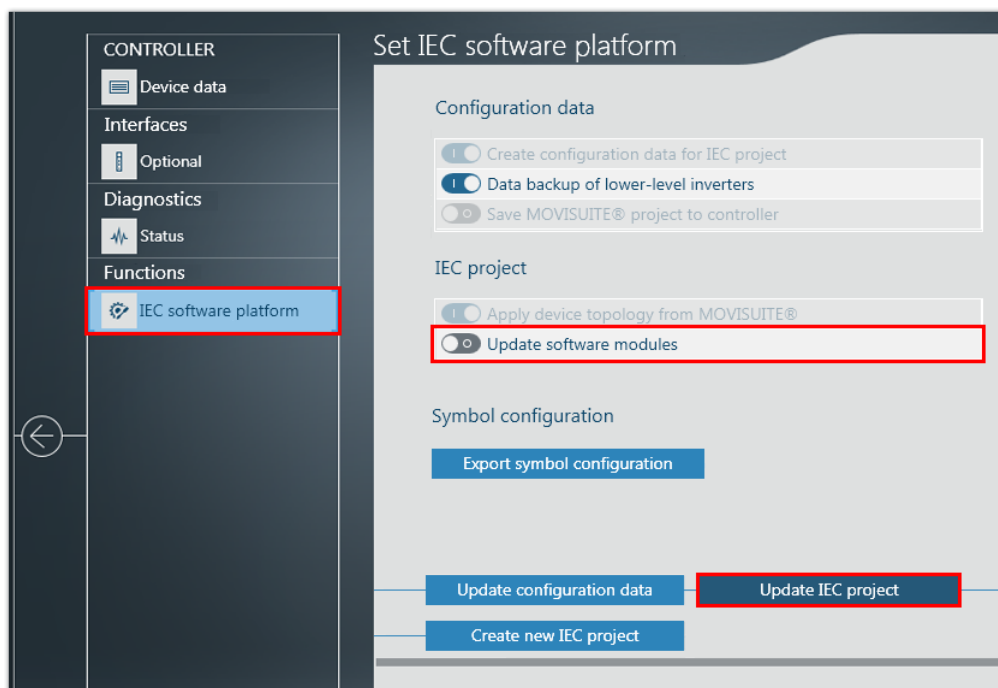 CONTROLLER
Device data
Interfaces
Optional
Diagnostics
Status
Functions
IEC software platform
Set IEC software platform
Configuration data
Create configuration data for IEC project
Data backup of lower-level inverters
Save MOVISUITE® project to controller
IEC project
Apply device topology from MOVISUITE®
Update software modules
Symbol configuration
Export symbol configuration
Update configuration data
Update IEC project
Create new IEC project